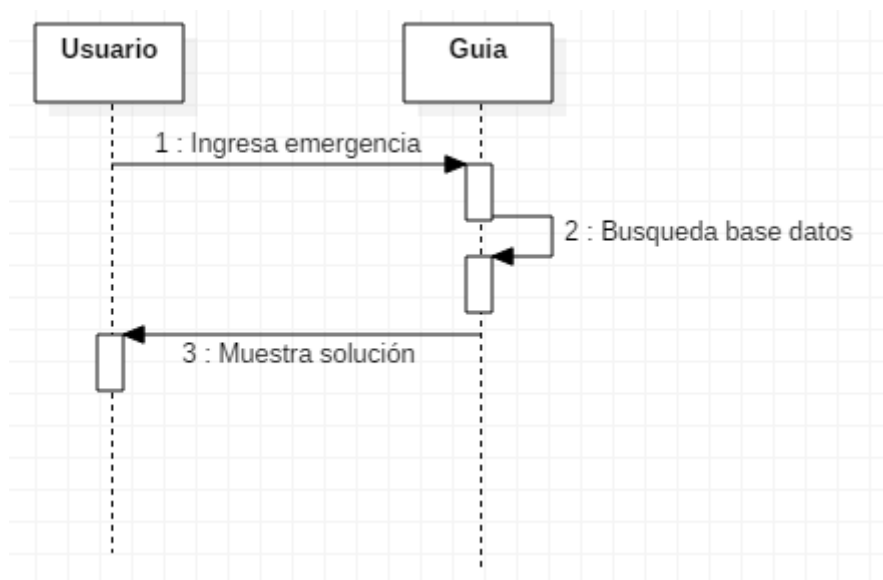 Usuario
Guia
1 : Ingresa emergencia
2 : Busqueda base datos
3 : Muestra solución